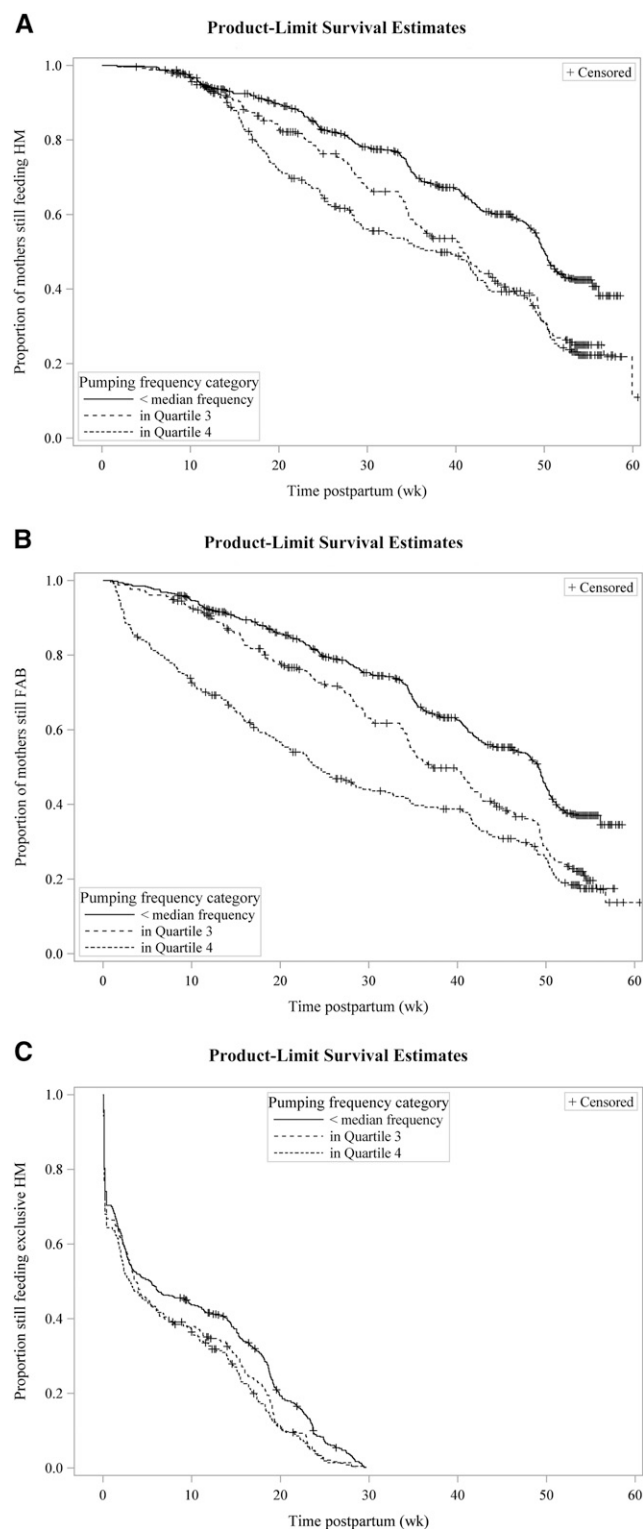 A
Product-Limit Survival Estimates
+ Censored
Proportion of mothers still feeding HM
1.0
0.8
0.6
0.4
0.2
0.0
Pumping frequency category
< median frequency
in Quartile 3
in Quartile 4
0 10 20 30 40 50 60
Time postpartum (wk)
B
Product-Limit Survival Estimates
+ Censored
Proportion of mothers still FAB
1.0
0.8
0.6
0.4
0.2
0.0
Pumping frequency category
< median frequency
in Quartile 3
in Quartile 4
0 10 20 30 40 50 60
Time postpartum (wk)
C
Product-Limit Survival Estimates
Pumping frequency category
< median frequency
in Quartile 3
in Quartile 4
+ Censored
Proportion still feeding exclusive HM
1.0
0.8
0.6
0.4
0.2
0.0
0 10 20 30 40 50 60
Time postpartum (wk)